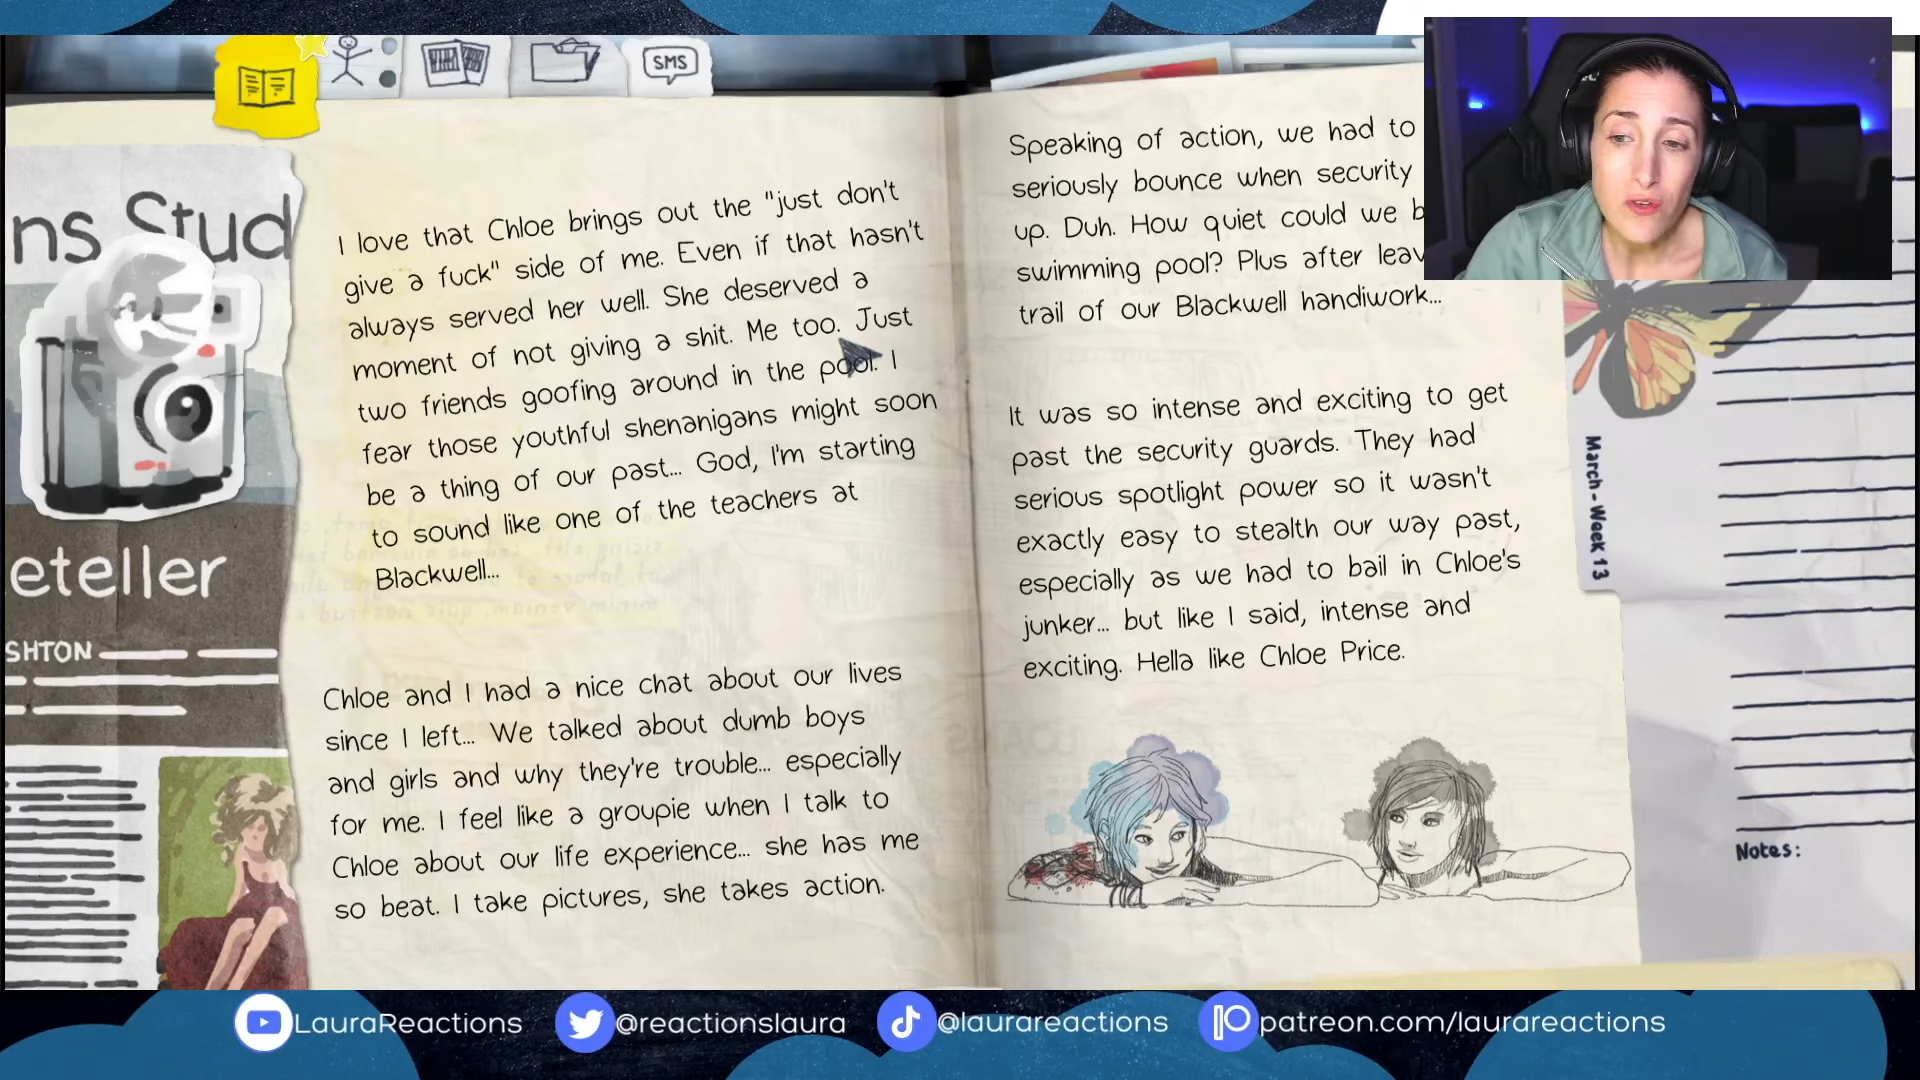 SMS
ns Stud
eteller
SHTON
I love that Chloe brings out the "just don't
give a fuck" side of me. Even if that hasn't
always served her well. She deserved a
moment of not giving a shit. Me too. Just
two friends goofing around in the pool. I
fear those youthful shenanigans might soon
be a thing of our past... God, I'm starting
to sound like one of the teachers at
Blackwell...
Chloe and I had a nice chat about our lives
since I left... We talked about dumb boys
and girls and why they're trouble... especially
for me. I feel like a groupie when I talk to
Chloe about our life experience... she has me
so beat. I take pictures, she takes action.
Speaking of action, we had to
seriously bounce when security
up. Duh. How quiet could we b
swimming pool? Plus after leav
trail of our Blackwell handiwork...
It was so intense and exciting to get
past the security guards. They had
serious spotlight power so it wasn't
exactly easy to stealth our way past,
especially as we had to bail in Chloe's
junker... but like I said, intense and
exciting. Hella like Chloe Price.
March - Week 13
Notes:
LauraReactions
@reactionslaura
@laurareactions
patreon.com/laurareactions